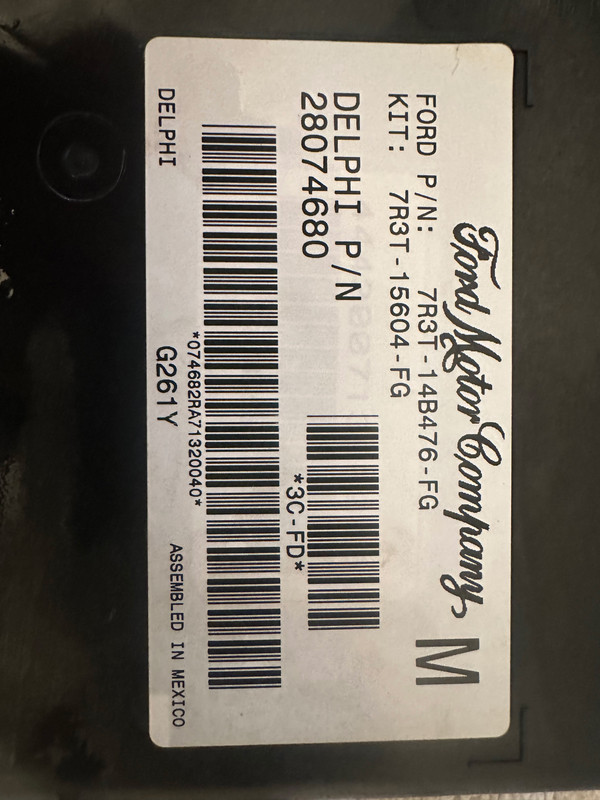 Ford Motor Company
M
FORD P/N: 7R3T-14B476-FG
KIT: 7R3T-15604-FG
DELPHI P/N
28074680
*3C-FD*
*074682RA71320040*
DELPHI G261Y ASSEMBLED IN MEXICO